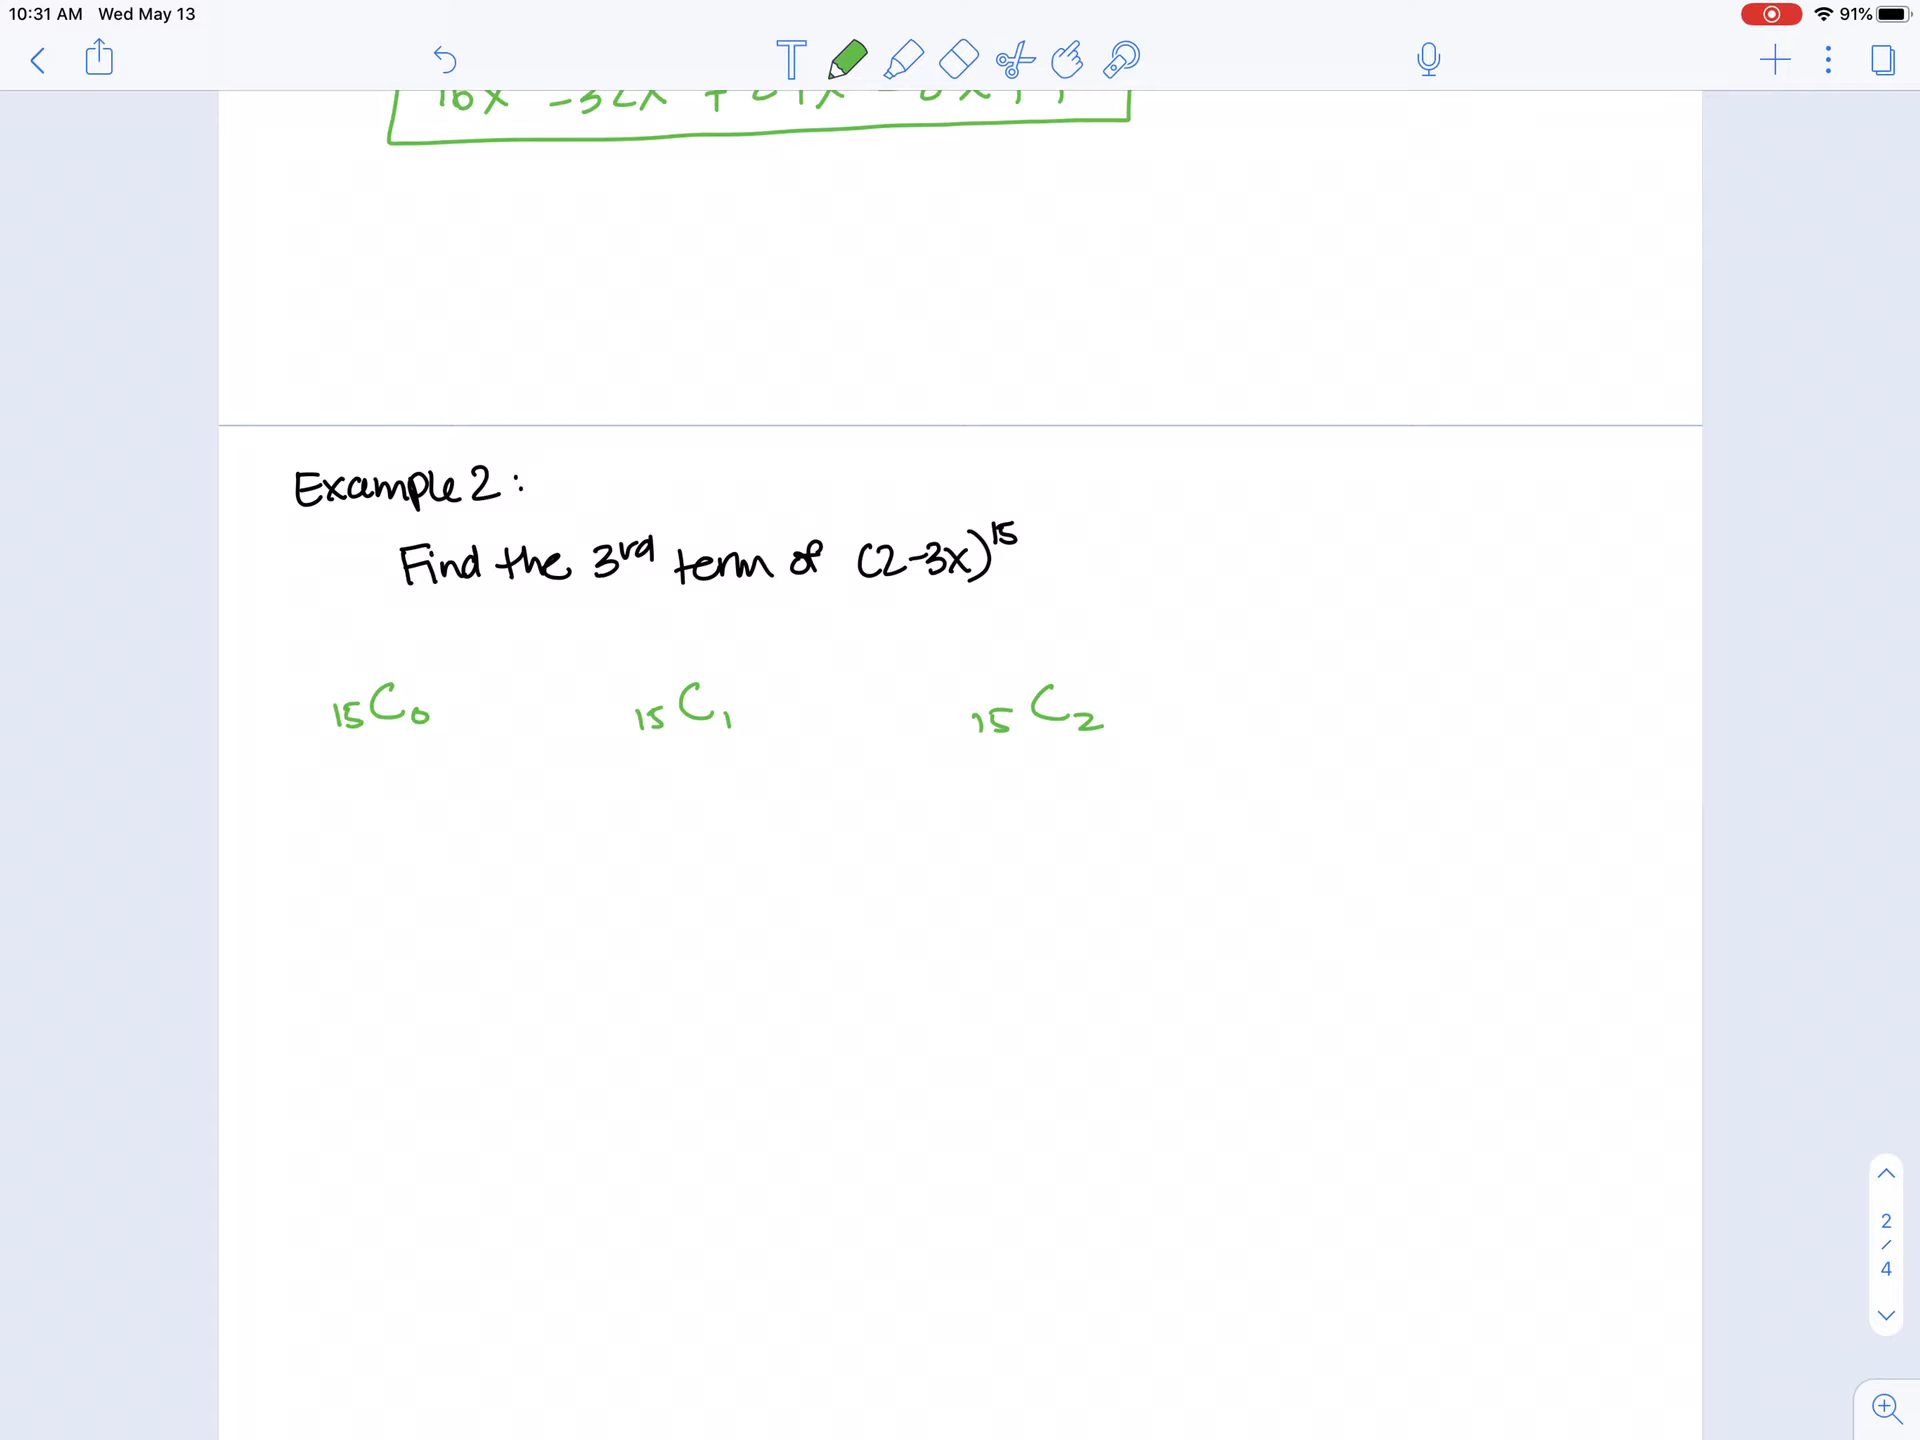 10:31 AM Wed May 13
91%
Example 2:
Find the 3rd term of (2-3x)^15
₁₅C₀ ₁₅C₁ ₁₅C₂
2
/
4